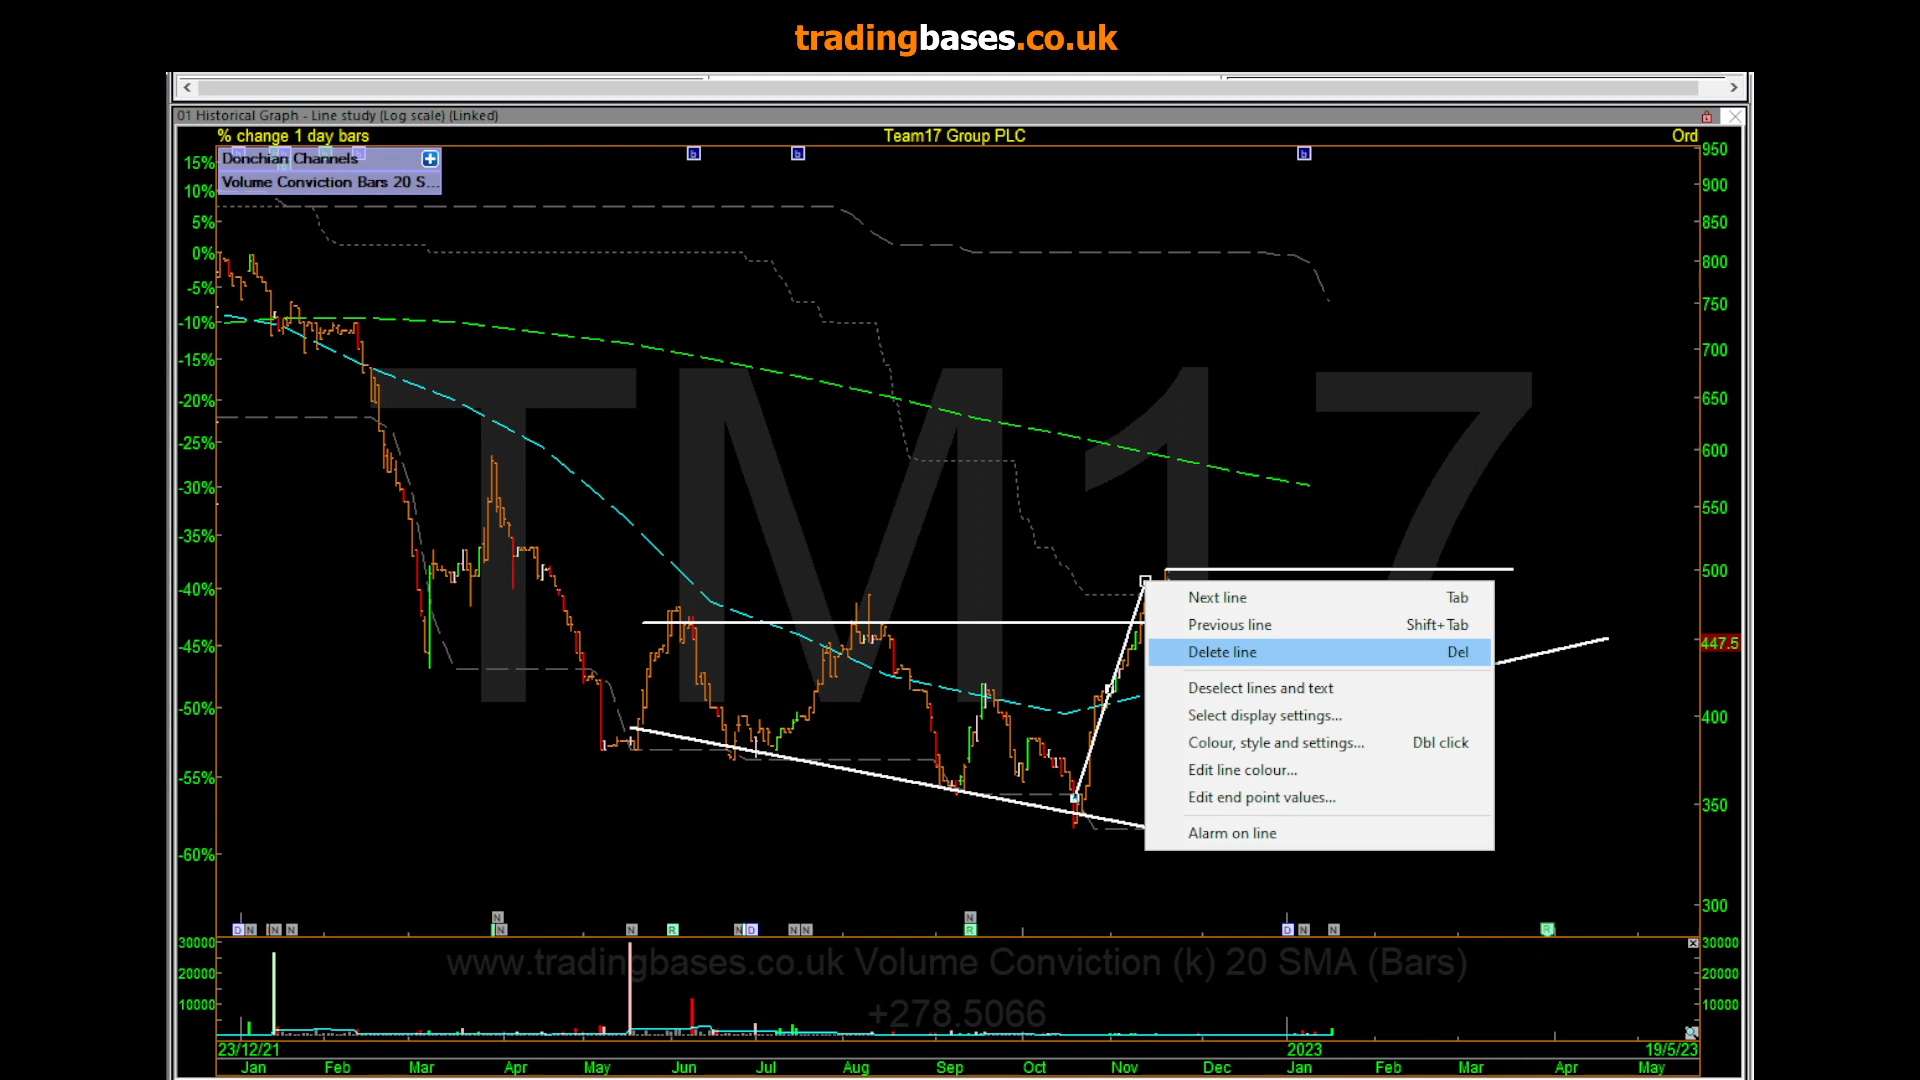 tradingbases.co.uk
01 Historical Graph - Line study (Log scale) (Linked)
% change 1 day bars
Team17 Group PLC
Ord
Donchian Channels
Volume Conviction Bars 20 S...
15%
10%
5%
0%
-5%
-10%
-15%
-20%
-25%
-30%
-35%
-40%
-45%
-50%
-55%
-60%
950
900
850
800
750
700
650
600
550
500
447.5
400
350
300
TM17
Next line Tab
Previous line Shift+Tab
Delete line Del
Deselect lines and text
Select display settings...
Colour, style and settings... Dbl click
Edit line colour...
Edit end point values...
Alarm on line
N N
D N N N N N R N D N N R D N N R
30000
20000
10000
www.tradingbases.co.uk Volume Conviction (k) 20 SMA (Bars)
+278.5066
30000
20000
10000
23/12/21 2023 19/5/23
Jan Feb Mar Apr May Jun Jul Aug Sep Oct Nov Dec Jan Feb Mar Apr May